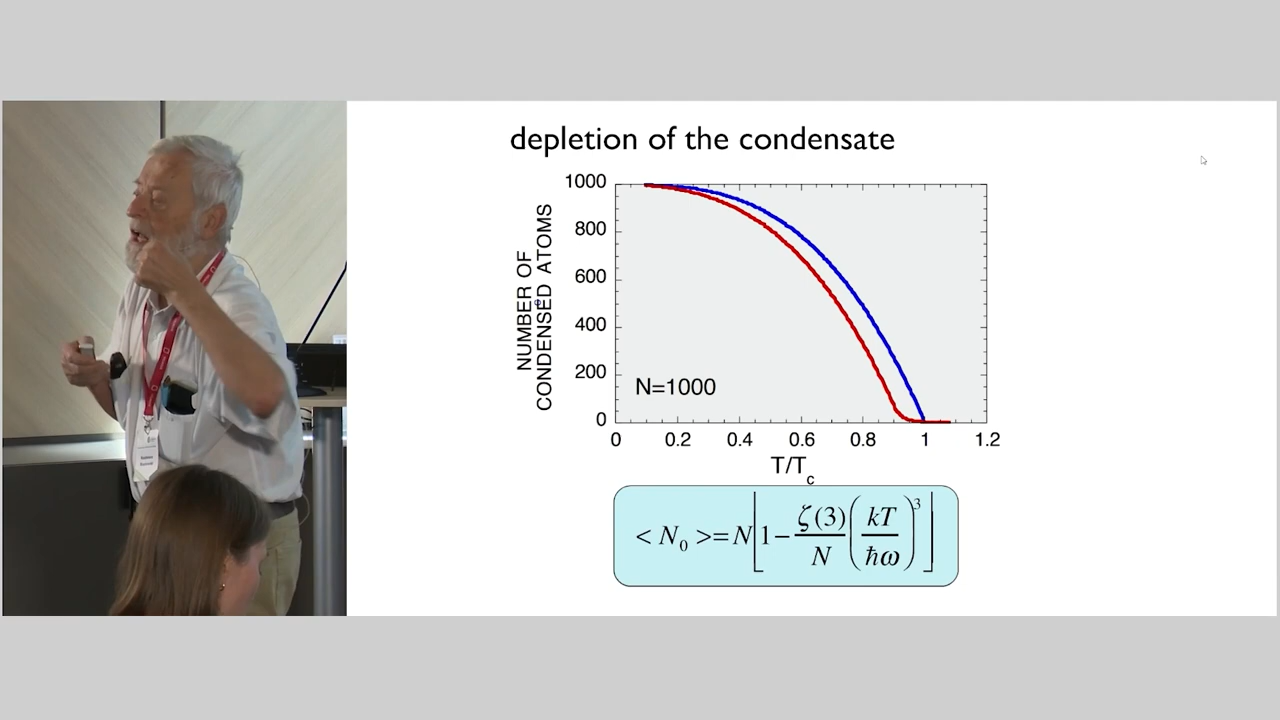 depletion of the condensate
NUMBER OF
CONDENSED ATOMS
1000
800
600
400
200
0
N=1000
0 0.2 0.4 0.6 0.8 1 1.2
T/Tc
< N₀ >= N[1 − ζ(3)/N (kT/ħω)³]